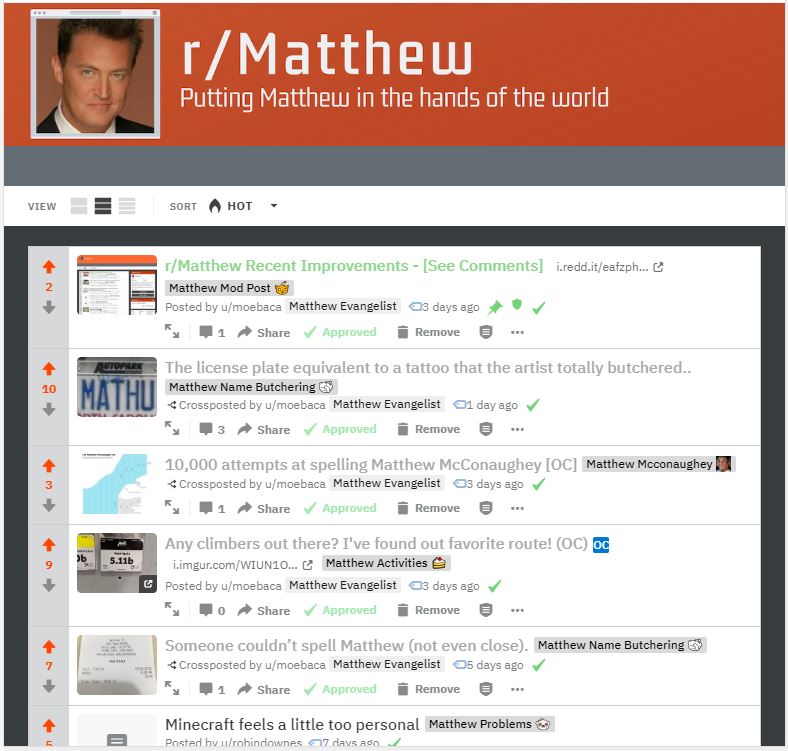 r/Matthew
Putting Matthew in the hands of the world
VIEW SORT HOT
r/Matthew Recent Improvements - [See Comments] i.redd.it/eafzph...
2
Matthew Mod Post
Posted by u/moebaca Matthew Evangelist 3 days ago
1 Share Approved Remove
AUTOPARK
MATHU
The license plate equivalent to a tattoo that the artist totally butchered..
10
Matthew Name Butchering
Crossposted by u/moebaca Matthew Evangelist 1 day ago
3 Share Approved Remove
10,000 attempts at spelling Matthew McConaughey [OC] Matthew Mcconaughey
3
Crossposted by u/moebaca Matthew Evangelist 3 days ago
1 Share Approved Remove
5.11b
Any climbers out there? I've found out favorite route! (OC) OC
9
i.imgur.com/WIUN1O... Matthew Activities
Posted by u/moebaca Matthew Evangelist 3 days ago
0 Share Approved Remove
MATHU
Someone couldn’t spell Matthew (not even close). Matthew Name Butchering
7
Crossposted by u/moebaca Matthew Evangelist 5 days ago
1 Share Approved Remove
Minecraft feels a little too personal Matthew Problems
5
Posted by u/robindownes 7 days ago